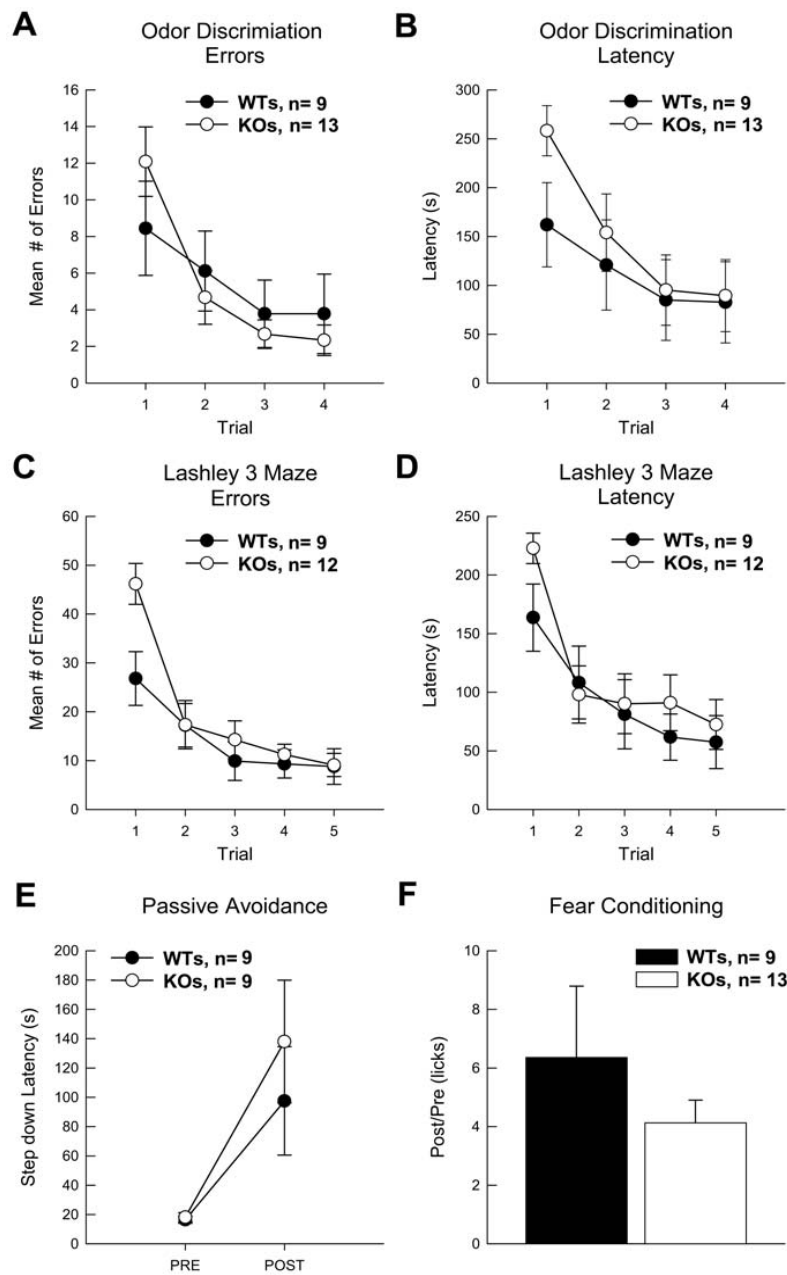 A
Odor Discrimiation
Errors
WTs, n= 9
KOs, n= 13
16
14
12
10
8
6
4
2
0
Mean # of Errors
1 2 3 4
Trial
B
Odor Discrimination
Latency
WTs, n= 9
KOs, n= 13
300
250
200
150
100
50
0
Latency (s)
1 2 3 4
Trial
C
Lashley 3 Maze
Errors
WTs, n= 9
KOs, n= 12
60
50
40
30
20
10
0
Mean # of Errors
1 2 3 4 5
Trial
D
Lashley 3 Maze
Latency
WTs, n= 9
KOs, n= 12
250
200
150
100
50
0
Latency (s)
1 2 3 4 5
Trial
E
Passive Avoidance
WTs, n= 9
KOs, n= 9
200
180
160
140
120
100
80
60
40
20
0
Step down Latency (s)
PRE POST
F
Fear Conditioning
WTs, n= 9
KOs, n= 13
10
8
6
4
2
0
Post/Pre (licks)